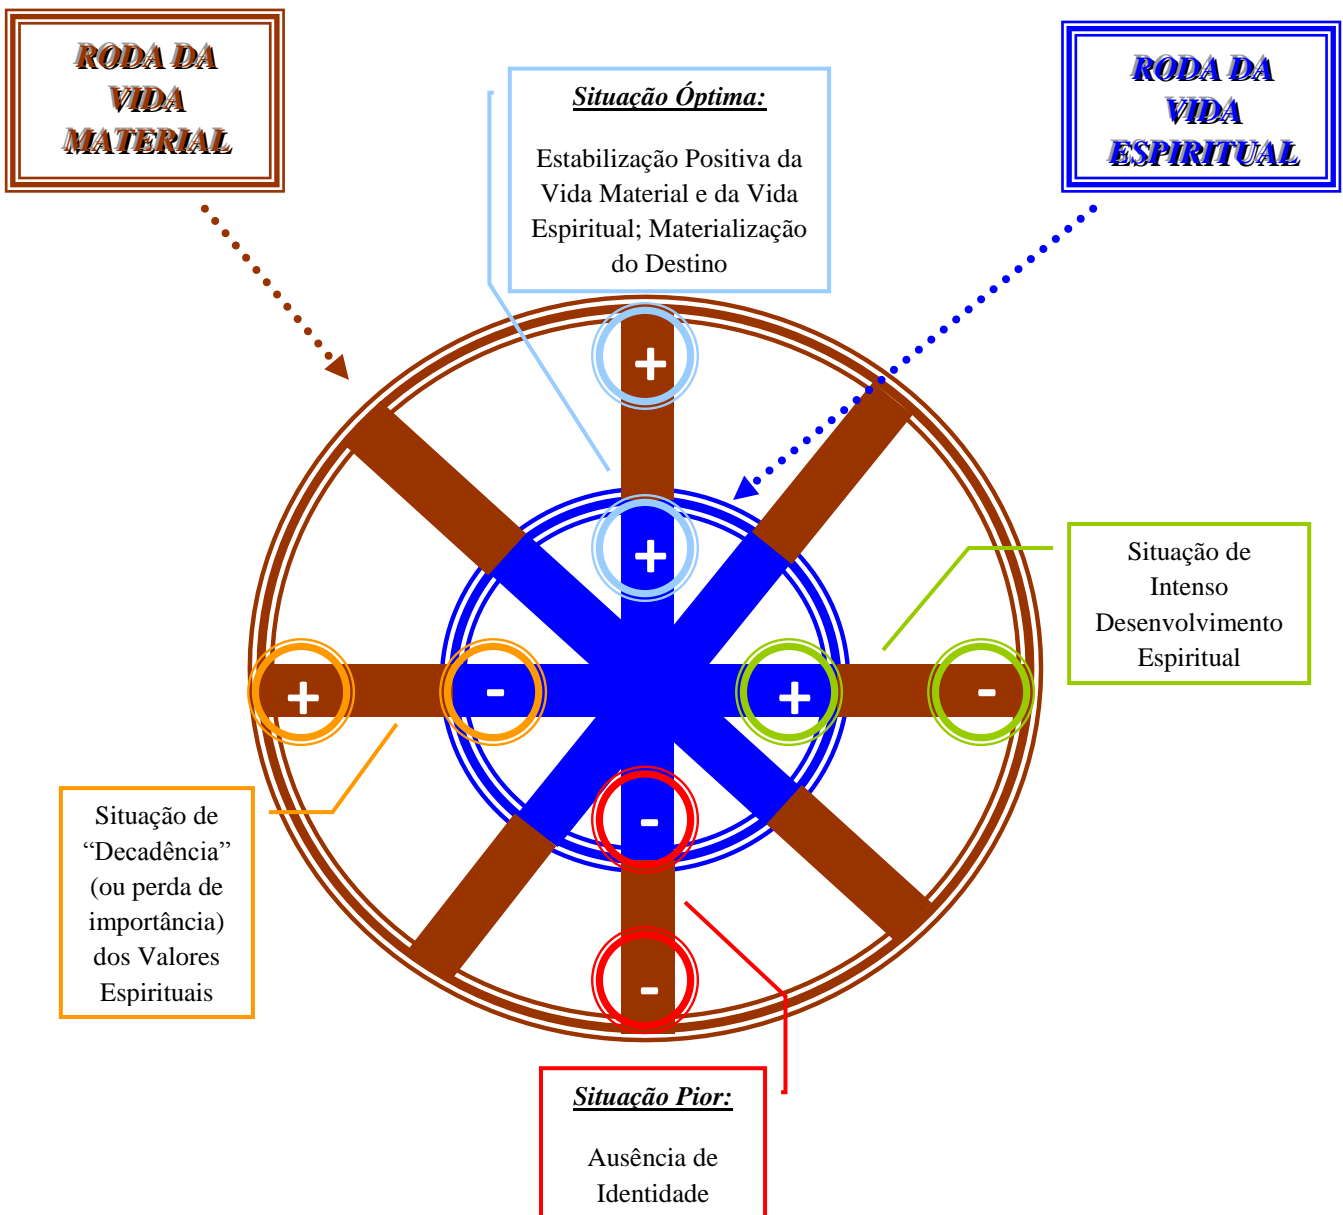 RODA DA
VIDA
MATERIAL
RODA DA
VIDA
ESPIRITUAL
Situação Óptima:
Estabilização Positiva da
Vida Material e da Vida
Espiritual; Materialização
do Destino
+
+
Situação de
Intenso
Desenvolvimento
Espiritual
+
-
+
-
Situação de
“Decadência”
(ou perda de
importância)
dos Valores
Espirituais
-
-
Situação Pior:
Ausência de
Identidade